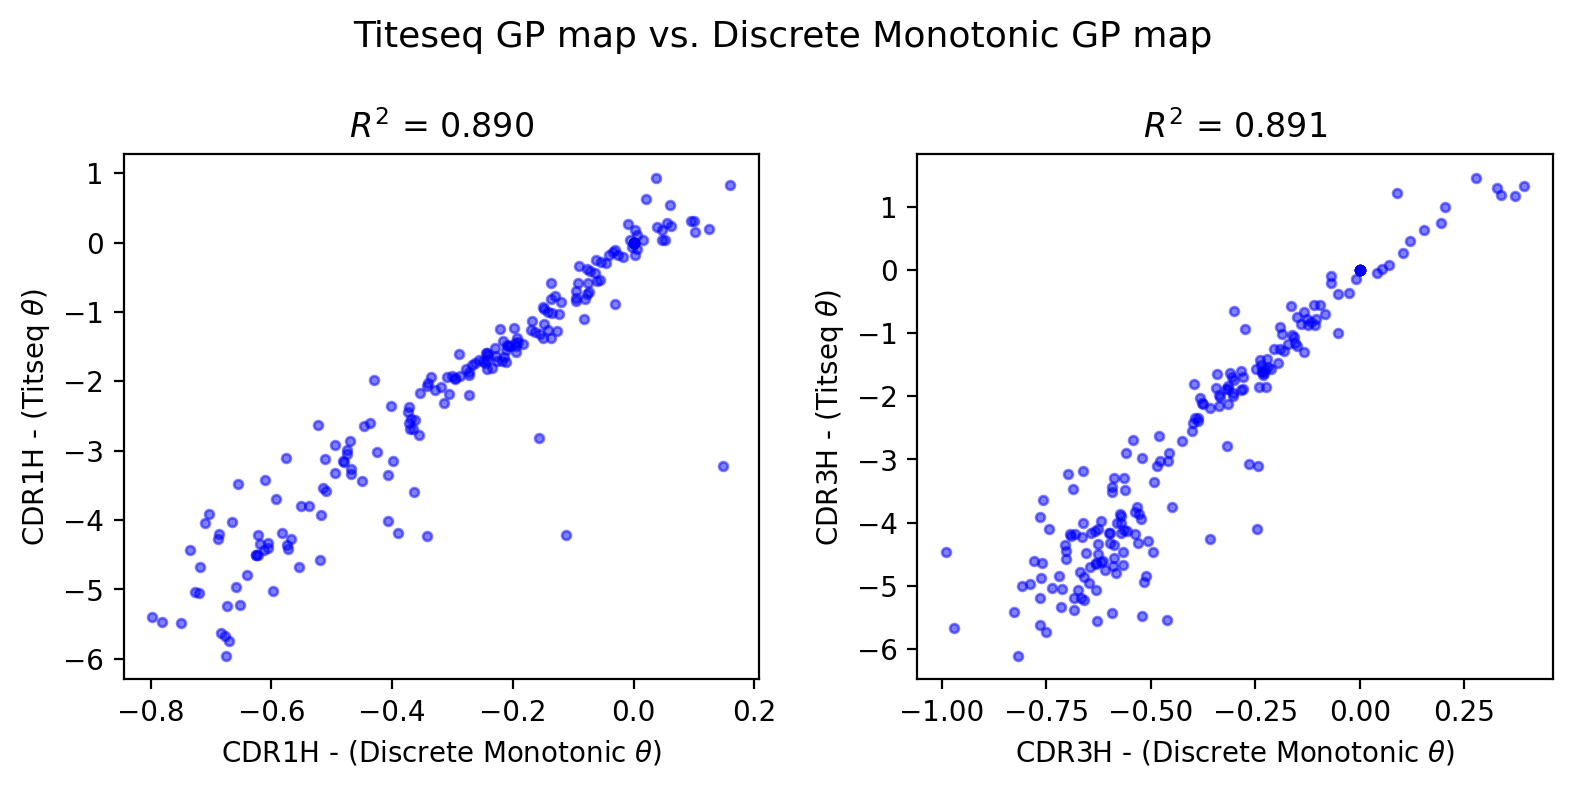 Titeseq GP map vs. Discrete Monotonic GP map
R² = 0.890
1
0
−1
−2
−3
−4
−5
−6
CDR1H - (Titseq θ)
−0.8 −0.6 −0.4 −0.2 0.0 0.2
CDR1H - (Discrete Monotonic θ)
R² = 0.891
1
0
−1
−2
−3
−4
−5
−6
CDR3H - (Titseq θ)
−1.00 −0.75 −0.50 −0.25 0.00 0.25
CDR3H - (Discrete Monotonic θ)